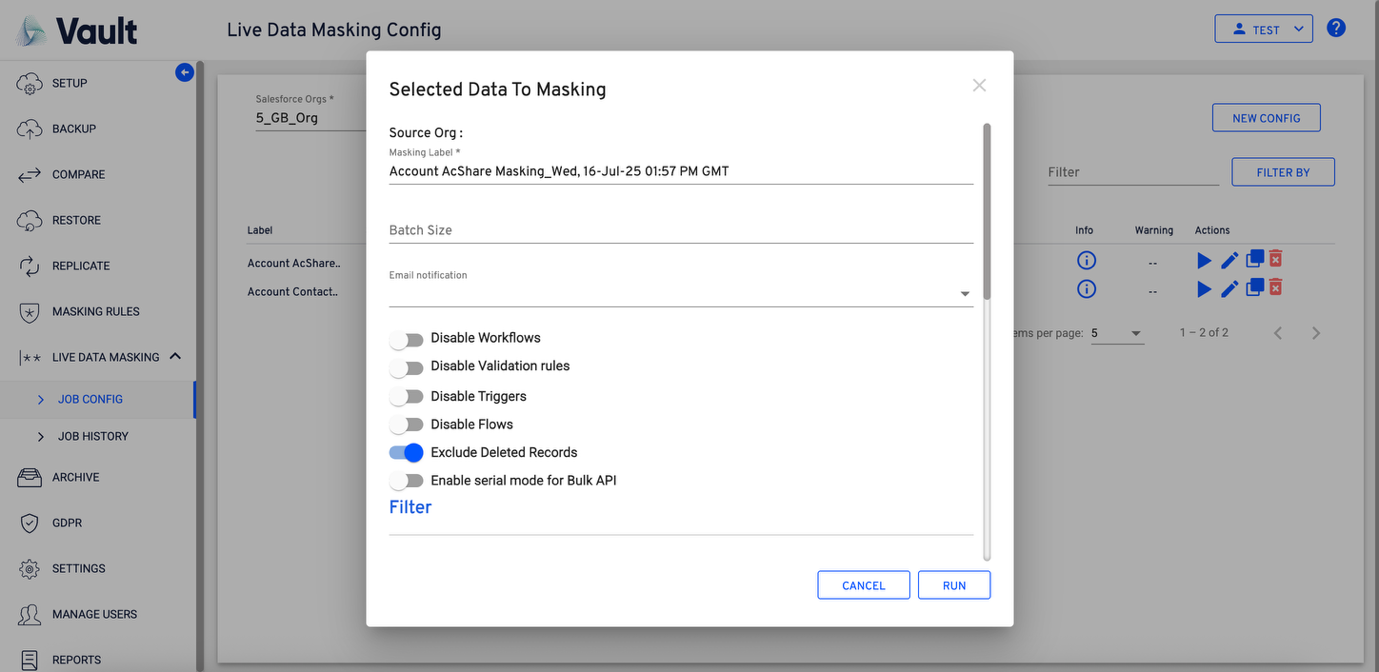 Vault
Live Data Masking Config
TEST
?
SETUP
BACKUP
COMPARE
RESTORE
REPLICATE
MASKING RULES
|** LIVE DATA MASKING
JOB CONFIG
JOB HISTORY
ARCHIVE
GDPR
SETTINGS
MANAGE USERS
REPORTS
Salesforce Orgs *
5_GB_Org
NEW CONFIG
Filter
FILTER BY
Label
Info Warning Actions
Account AcShare..
--
Account Contact..
--
ems per page: 5 1 – 2 of 2
Selected Data To Masking
Source Org :
Masking Label *
Account AcShare Masking_Wed, 16-Jul-25 01:57 PM GMT
Batch Size
Email notification
Disable Workflows
Disable Validation rules
Disable Triggers
Disable Flows
Exclude Deleted Records
Enable serial mode for Bulk API
Filter
CANCEL RUN